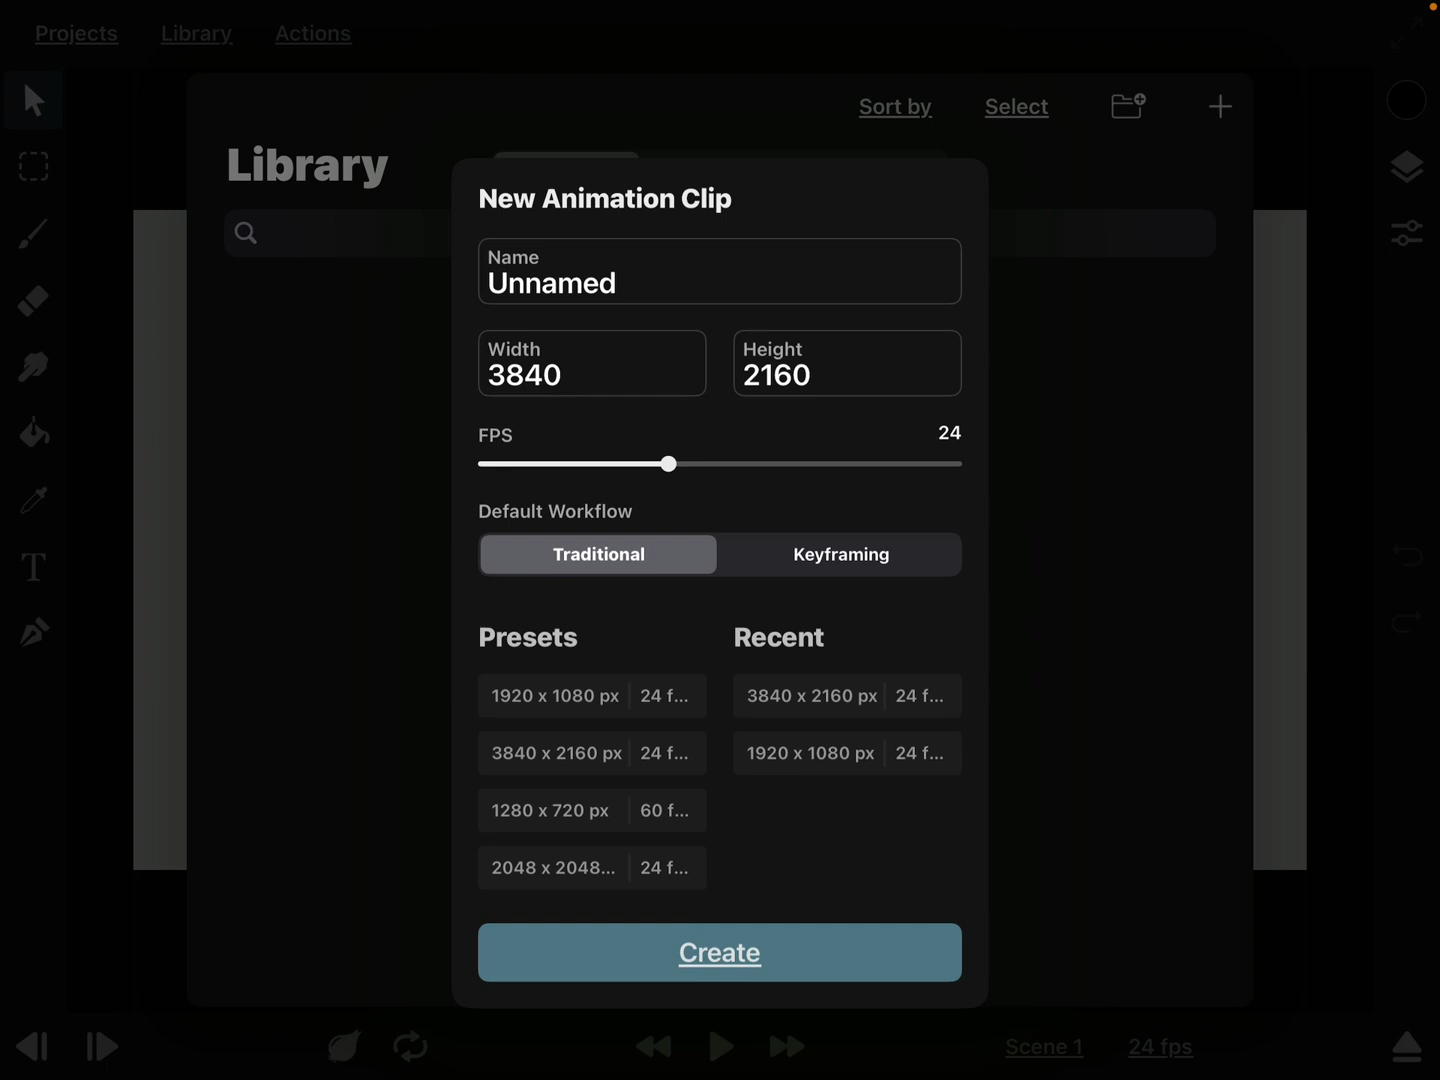 Projects Library Actions
Sort by Select
Library
New Animation Clip
Name
Unnamed
Width Height
3840 2160
FPS 24
Default Workflow
Traditional Keyframing
Presets Recent
1920 x 1080 px 24 f... 3840 x 2160 px 24 f...
3840 x 2160 px 24 f... 1920 x 1080 px 24 f...
1280 x 720 px 60 f...
2048 x 2048... 24 f...
Create
Scene 1 24 fps